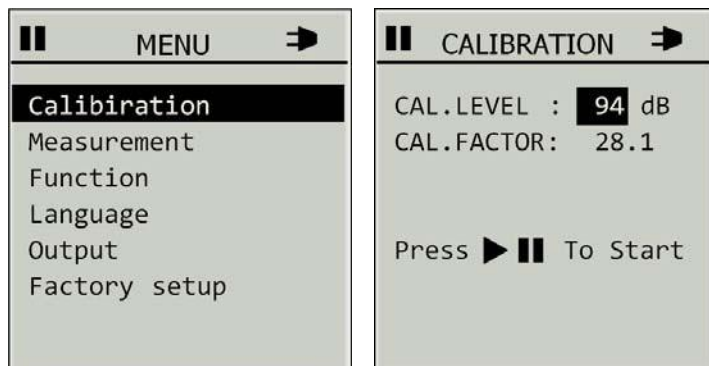 MENU
Calibiration
Measurement
Function
Language
Output
Factory setup
CALIBRATION
CAL.LEVEL : 94 dB
CAL.FACTOR: 28.1
Press To Start